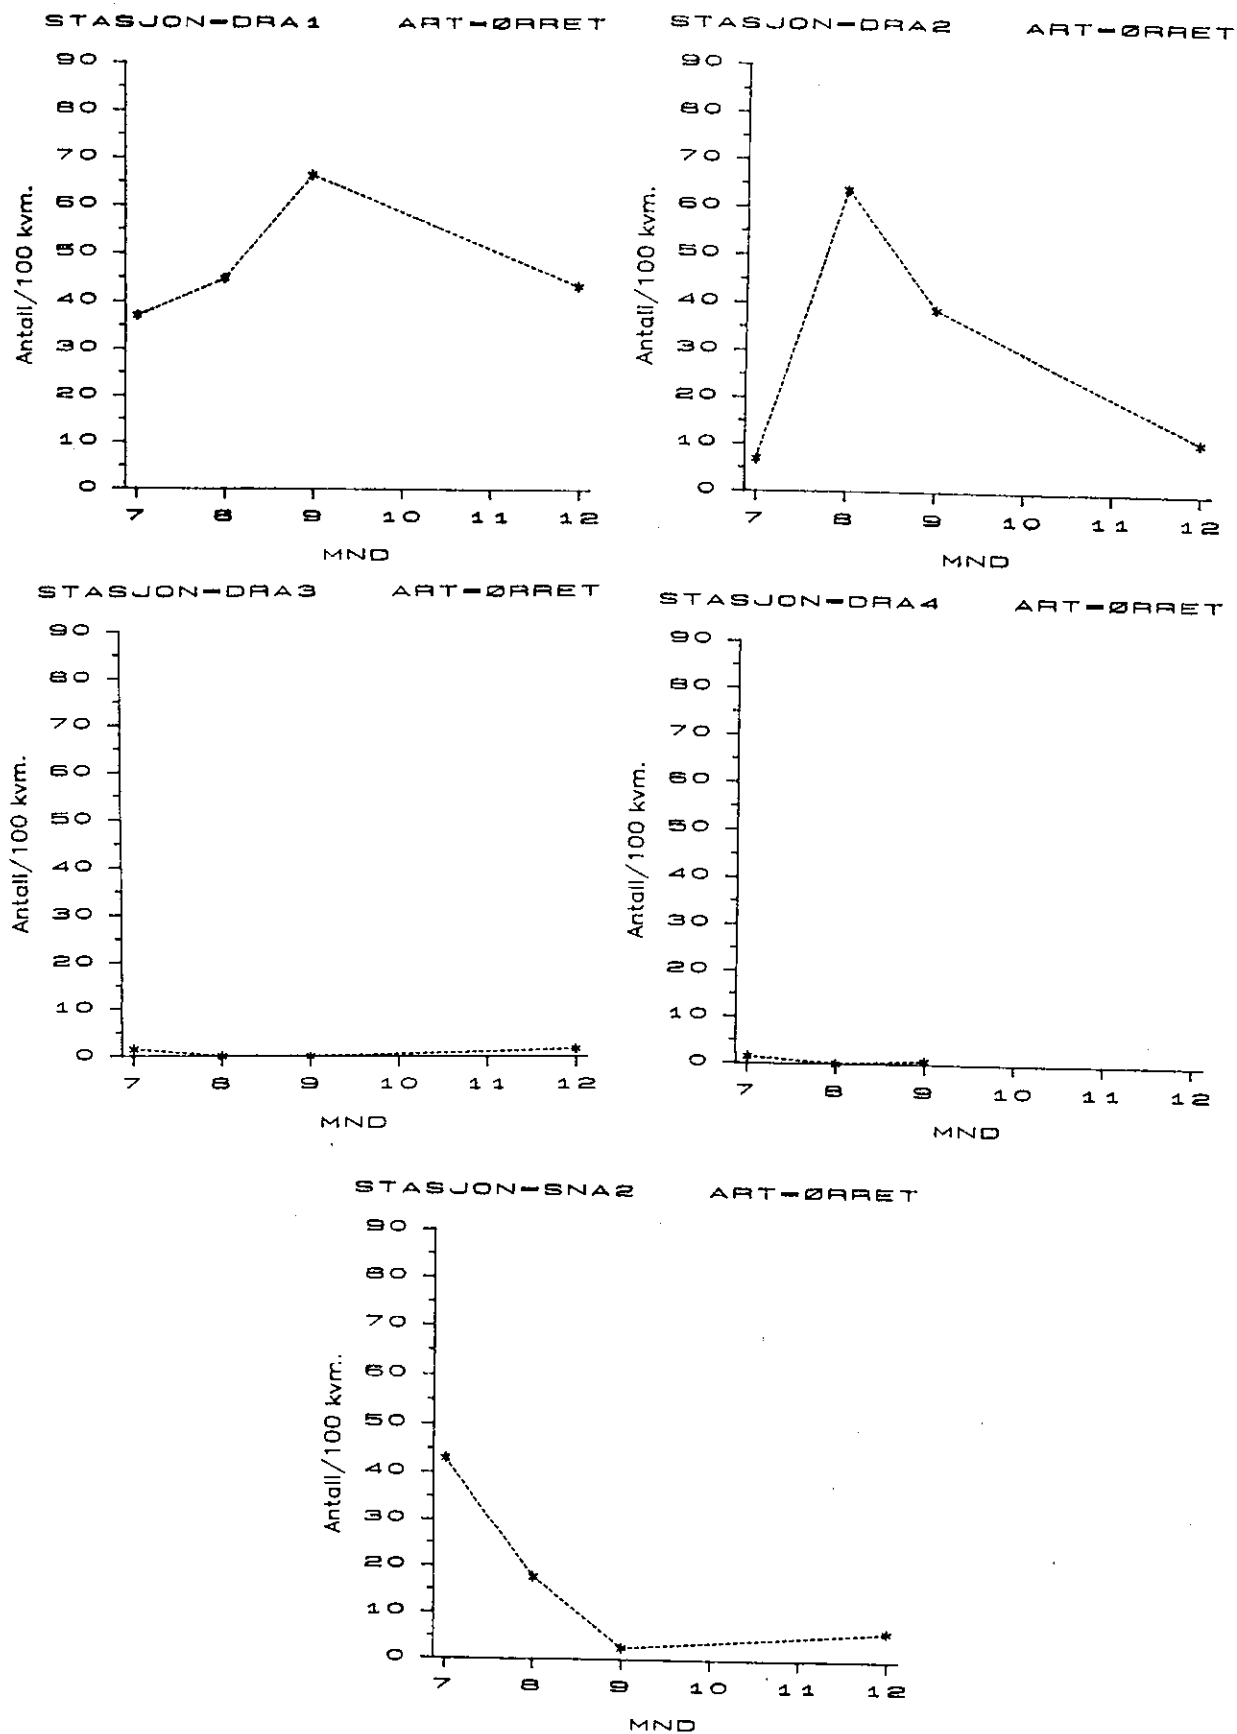 STASJON-DRA1 ART-ØRRET
90
80
70
60
50
40
30
20
10
0
Antall/100 kvm.
7 8 9 10 11 12
MND
STASJON-DRA2 ART-ØRRET
90
80
70
60
50
40
30
20
10
0
Antall/100 kvm.
7 8 9 10 11 12
MND
STASJON-DRA3 ART-ØRRET
90
80
70
60
50
40
30
20
10
0
Antall/100 kvm.
7 8 9 10 11 12
MND
STASJON-DRA4 ART-ØRRET
90
80
70
60
50
40
30
20
10
0
Antall/100 kvm.
7 8 9 10 11 12
MND
STASJON-SNA2 ART-ØRRET
90
80
70
60
50
40
30
20
10
0
Antall/100 kvm.
7 8 9 10 11 12
MND